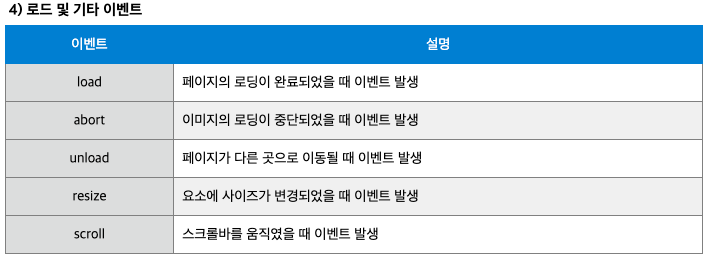 4) 로드 및 기타 이벤트
이벤트 설명
load 페이지의 로딩이 완료되었을 때 이벤트 발생
abort 이미지의 로딩이 중단되었을 때 이벤트 발생
unload 페이지가 다른 곳으로 이동될 때 이벤트 발생
resize 요소에 사이즈가 변경되었을 때 이벤트 발생
scroll 스크롤바를 움직였을 때 이벤트 발생